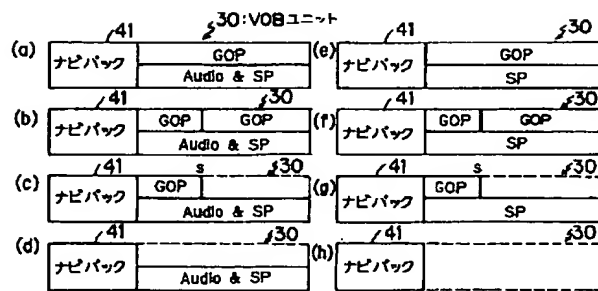 30:VOBユニット
(a) 41 ナビパック GOP Audio & SP
(e) 41 30 ナビパック GOP SP
(b) 41 30 ナビパック GOP GOP Audio & SP
(f) 41 30 ナビパック GOP GOP SP
(c) 41 s 30 ナビパック GOP Audio & SP
(g) 41 s 30 ナビパック GOP SP
(d) 41 30 ナビパック Audio & SP
(h) 41 30 ナビパック